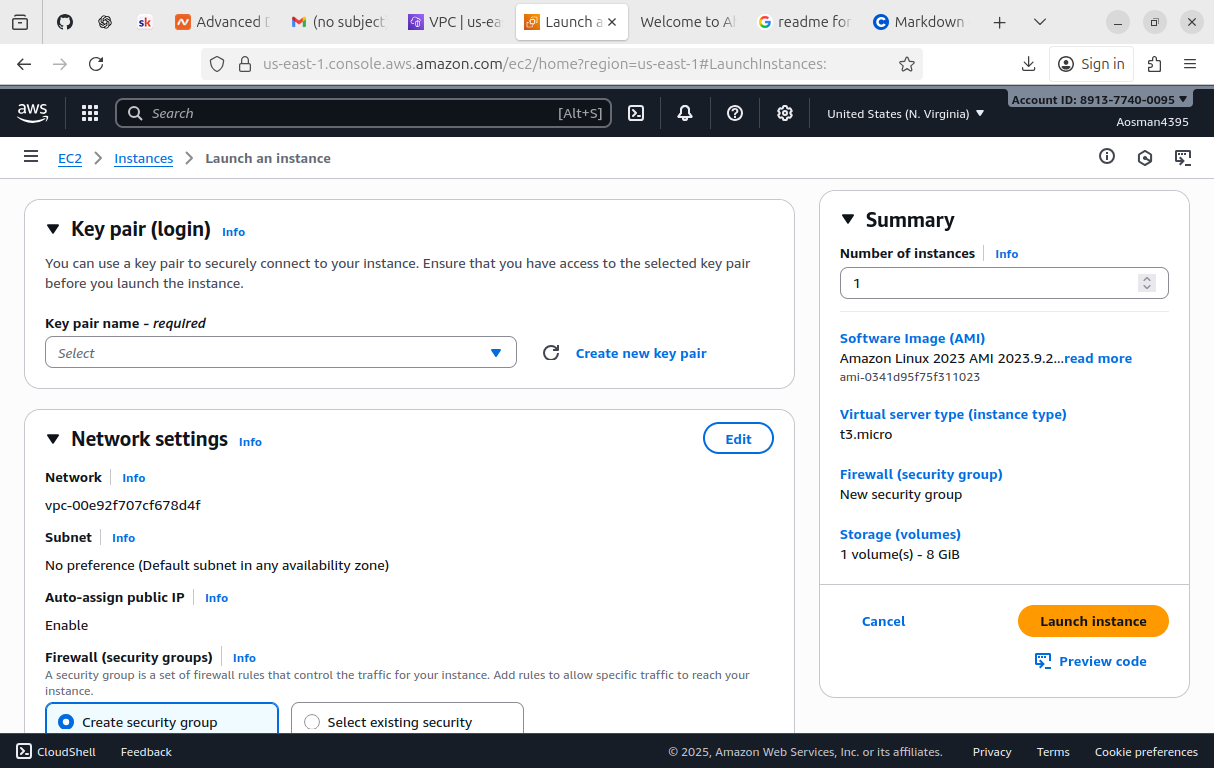 sk
Advanced D
(no subject
VPC | us-ea
Launch a
Welcome to Al
readme for
Markdown
us-east-1.console.aws.amazon.com/ec2/home?region=us-east-1#LaunchInstances:
Sign in
aws
Search
[Alt+S]
United States (N. Virginia)
Account ID: 8913-7740-0095
Aosman4395
EC2
Instances
Launch an instance
Key pair (login) Info
You can use a key pair to securely connect to your instance. Ensure that you have access to the selected key pair
before you launch the instance.
Key pair name - required
Select
Create new key pair
Network settings Info
Edit
Network Info
vpc-00e92f707cf678d4f
Subnet Info
No preference (Default subnet in any availability zone)
Auto-assign public IP Info
Enable
Firewall (security groups) Info
A security group is a set of firewall rules that control the traffic for your instance. Add rules to allow specific traffic to reach your
instance.
Create security group
Select existing security
Summary
Number of instances Info
1
Software Image (AMI)
Amazon Linux 2023 AMI 2023.9.2...read more
ami-0341d95f75f311023
Virtual server type (instance type)
t3.micro
Firewall (security group)
New security group
Storage (volumes)
1 volume(s) - 8 GiB
Cancel
Launch instance
Preview code
CloudShell
Feedback
© 2025, Amazon Web Services, Inc. or its affiliates.
Privacy
Terms
Cookie preferences